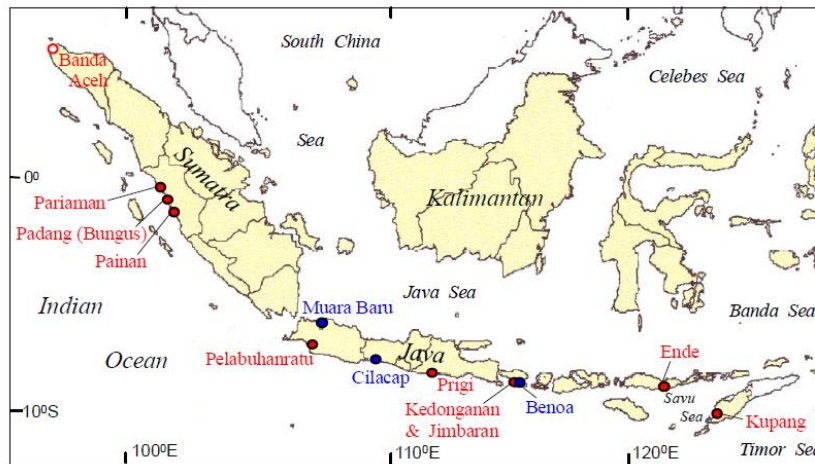 South China
Sea
Celebes Sea
Banda
Aceh
Sumatra
Kalimantan
0⁰
Pariaman
Padang (Bungus)
Painan
Indian
Ocean
Java Sea
Banda Sea
Muara Baru
Pelabuhanratu
Java
Cilacap
Prigi
Kedonganan
& Jimbaran
Benoa
Ende
Savu
Sea
Kupang
10⁰S
100⁰E
110⁰E
120⁰E
Timor Sea